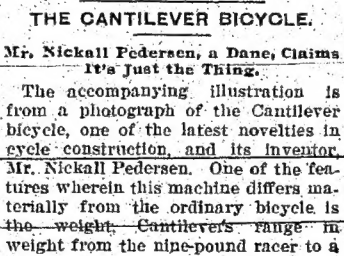 THE CANTILEVER BICYCLE.
Mr. Nickall Pedersen, a Dane, Claims
It's Just the Thing.
The accompanying illustration is
from a photograph of the Cantilever
bicycle, one of the latest novelties in
cycle construction, and its inventor,
Mr. Nickall Pedersen. One of the fea-
tures wherein this machine differs ma-
terially from the ordinary bicycle is
the weight. Cantilevers range in
weight from the nine-pound racer to a